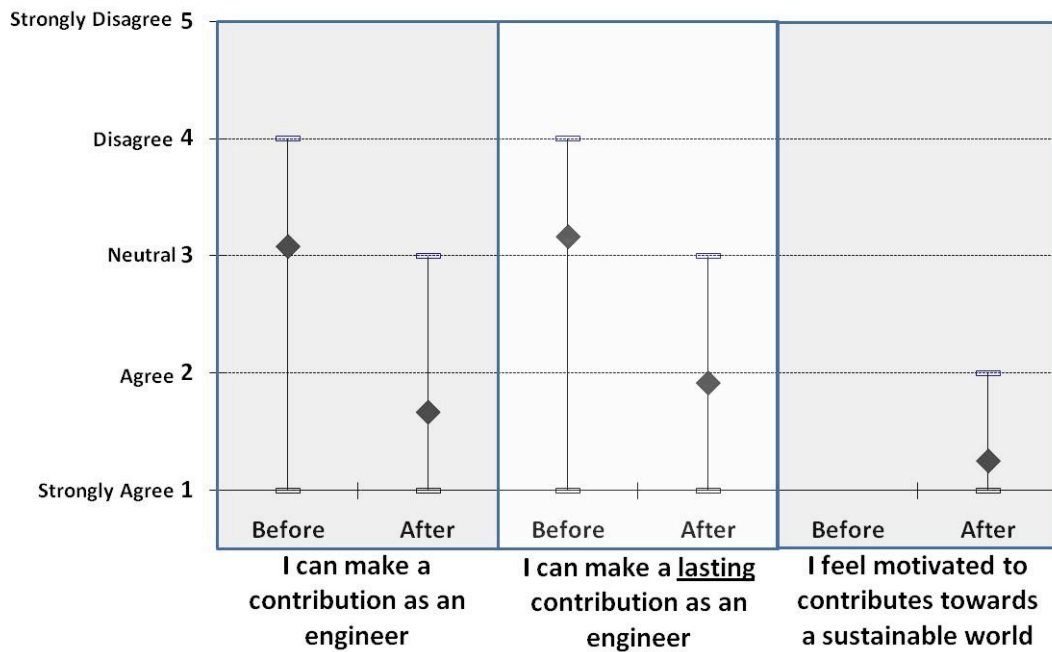 Strongly Disagree 5
Disagree 4
Neutral 3
Agree 2
Strongly Agree 1
Before After Before After Before After
I can make a
contribution as an
engineer
I can make a lasting
contribution as an
engineer
I feel motivated to
contributes towards
a sustainable world